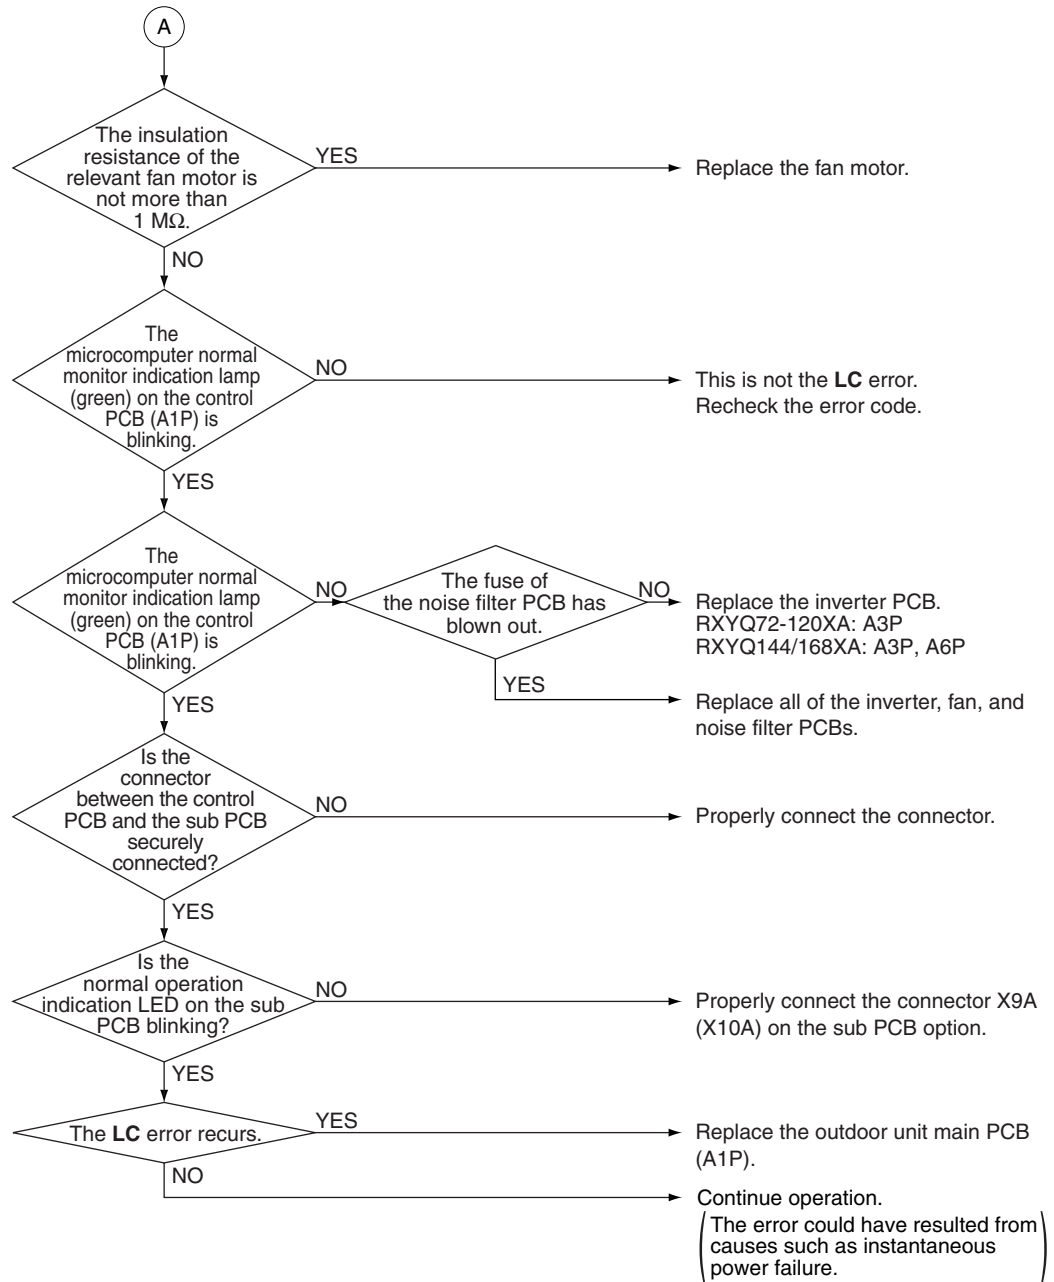 A
The insulation
resistance of the
relevant fan motor is
not more than
1 MΩ.
YES
Replace the fan motor.
NO
The
microcomputer normal
monitor indication lamp
(green) on the control
PCB (A1P) is
blinking.
NO
This is not the LC error.
Recheck the error code.
YES
The
microcomputer normal
monitor indication lamp
(green) on the control
PCB (A1P) is
blinking.
NO
The fuse of
the noise filter PCB has
blown out.
NO
Replace the inverter PCB.
RXYQ72-120XA: A3P
RXYQ144/168XA: A3P, A6P
YES
Replace all of the inverter, fan, and
noise filter PCBs.
YES
Is the
connector
between the control
PCB and the sub PCB
securely
connected?
NO
Properly connect the connector.
YES
Is the
normal operation
indication LED on the sub
PCB blinking?
NO
Properly connect the connector X9A
(X10A) on the sub PCB option.
YES
The LC error recurs.
YES
Replace the outdoor unit main PCB
(A1P).
NO
Continue operation.
The error could have resulted from
causes such as instantaneous
power failure.